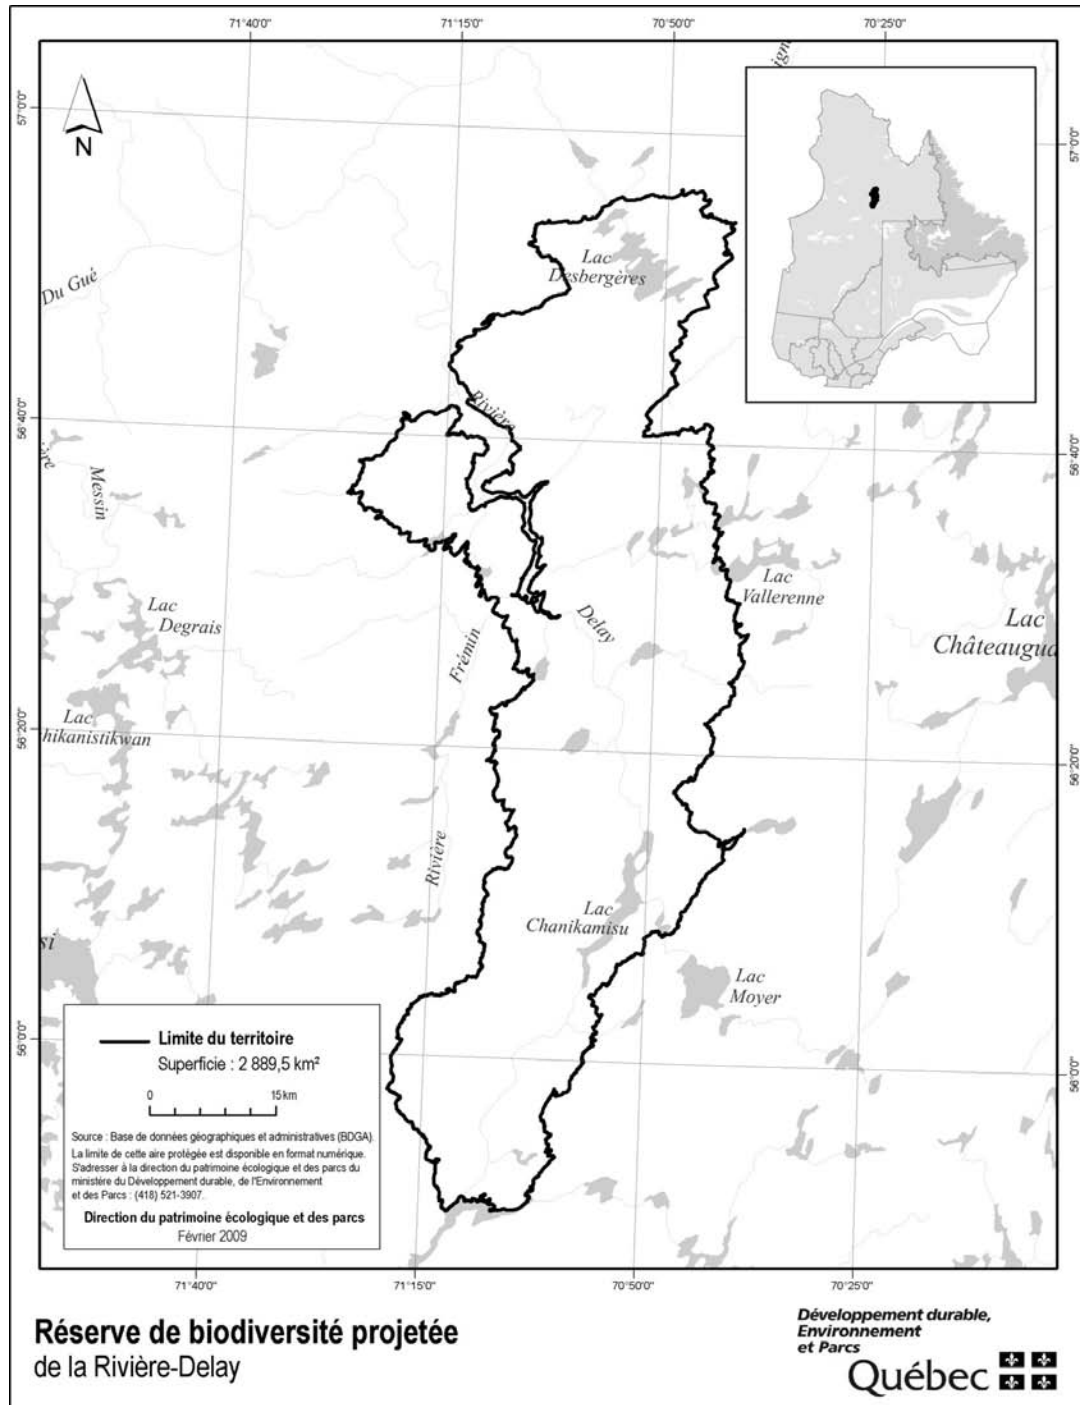 71°40'0"
71°15'0"
70°50'0"
70°25'0"
57°0'0"
57°0'0"
N
Lac
Desbergères
Du Gué
Rivière
56°40'0"
56°40'0"
Messin
Lac
Vallerenne
Lac
Degrais
Delay
Lac
Châteaugua
Frémin
Lac
hikanistikwan
56°20'0"
56°20'0"
Rivière
Lac
Chanikamisu
si
Lac
Moyer
56°0'0"
56°0'0"
Limite du territoire
Superficie : 2 889,5 km²
0 15 km
Source : Base de données géographiques et administratives (BDGA).
La limite de cette aire protégée est disponible en format numérique.
S'adresser à la direction du patrimoine écologique et des parcs du
ministère du Développement durable, de l'Environnement
et des Parcs : (418) 521-3907.
Direction du patrimoine écologique et des parcs
Février 2009
71°40'0"
71°15'0"
70°50'0"
70°25'0"
Réserve de biodiversité projetée
de la Rivière-Delay
Développement durable,
Environnement
et Parcs
Québec